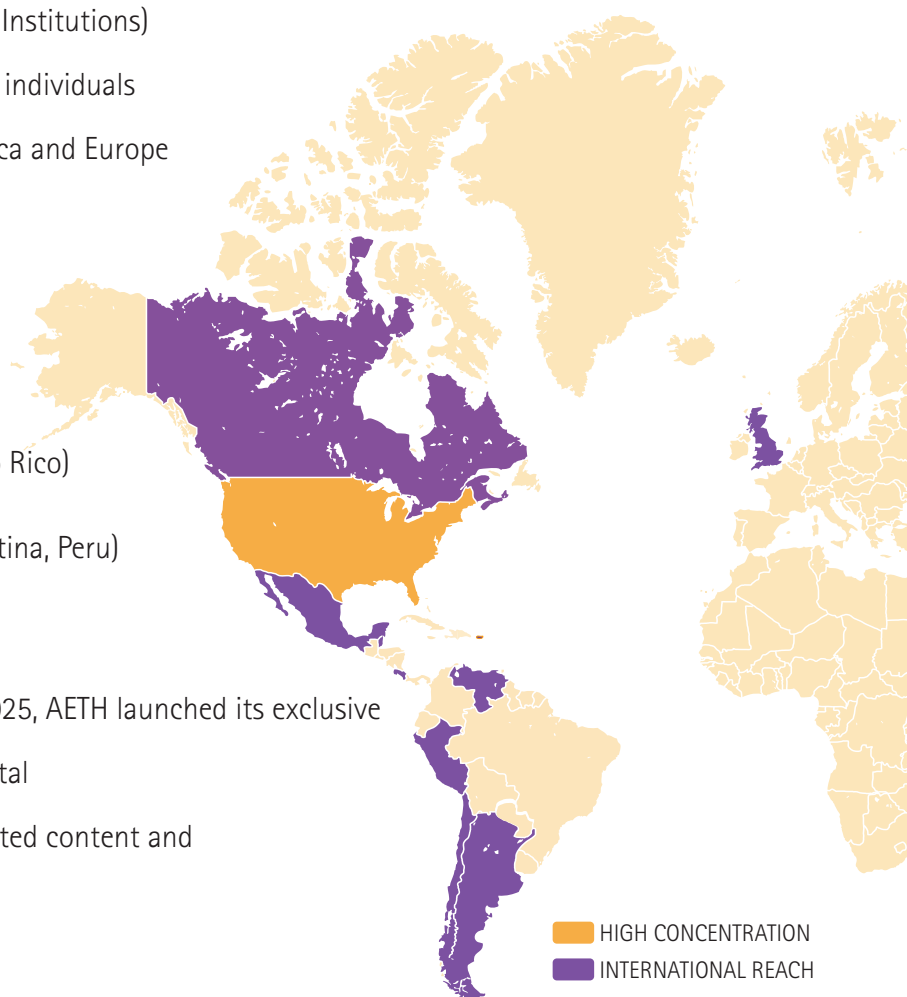 Institutions)
individuals
ca and Europe
Rico)
tina, Peru)
025, AETH launched its exclusive
tal
ted content and
HIGH CONCENTRATION
INTERNATIONAL REACH